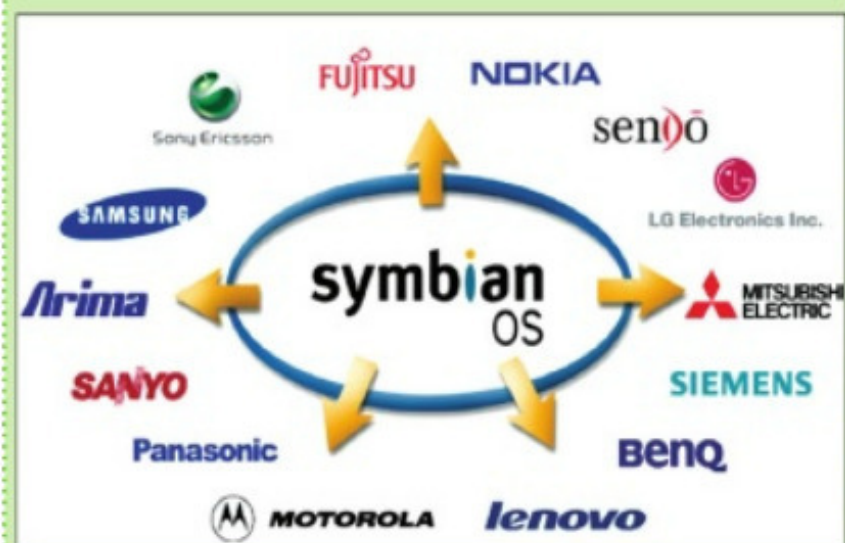 FUJITSU NOKIA
Sony Ericsson
sendō
SAMSUNG
LG Electronics Inc.
symbian
OS
Arima
MITSUBISHI
ELECTRIC
SANYO
SIEMENS
Panasonic
BenQ
MOTOROLA
lenovo